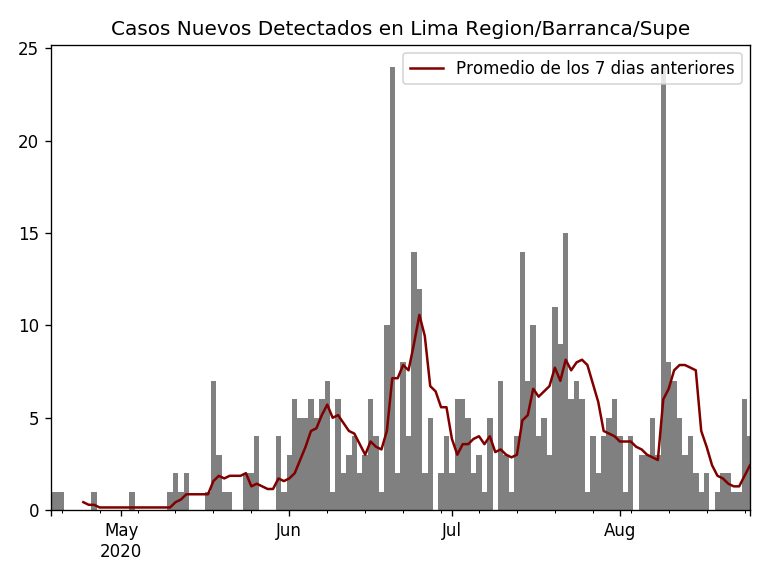 Casos Nuevos Detectados en Lima Region/Barranca/Supe
Promedio de los 7 dias anteriores
25
20
15
10
5
0
May
2020
Jun
Jul
Aug